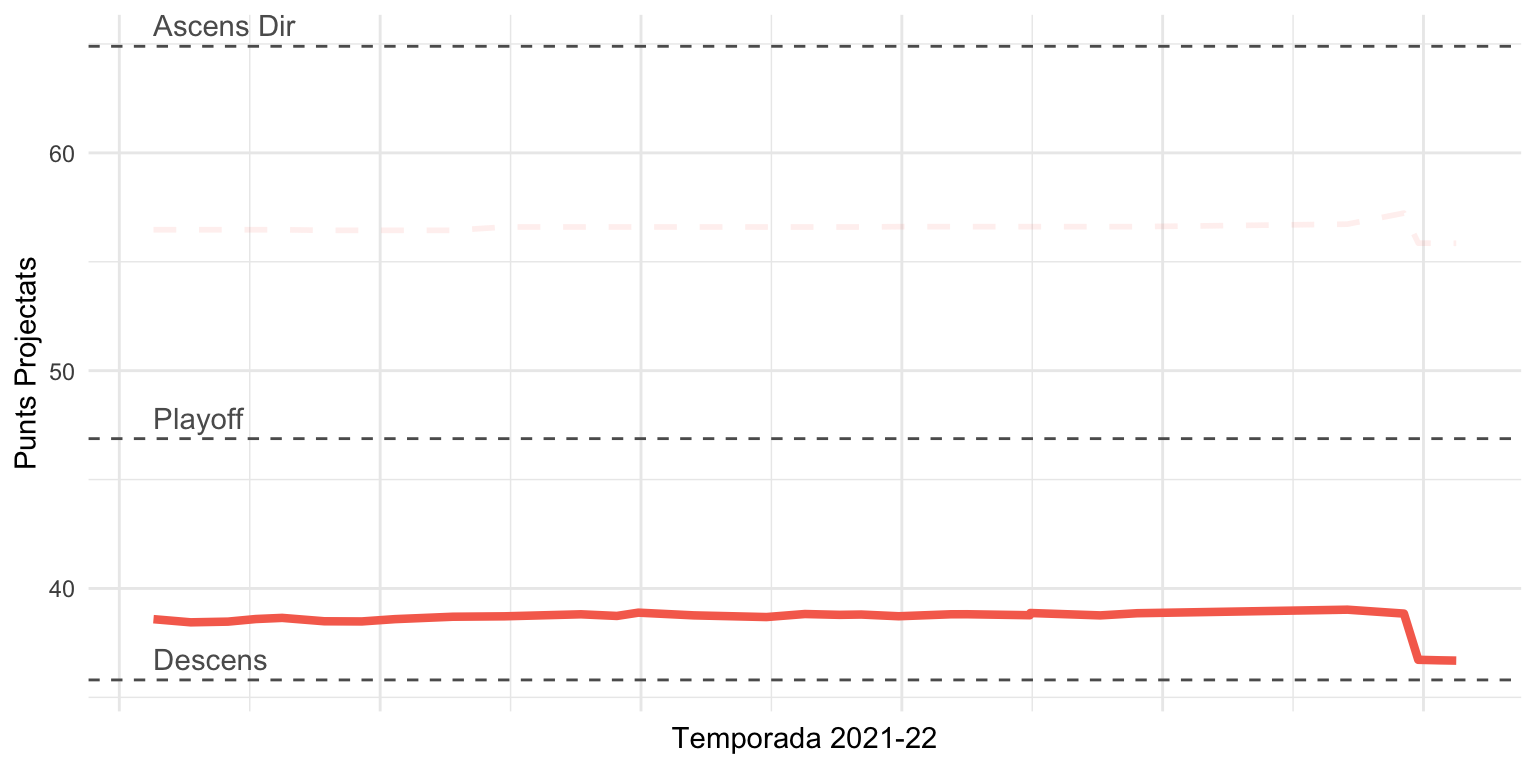 Ascens Dir
60
50
Playoff
40
Descens
Punts Projectats
Temporada 2021-22